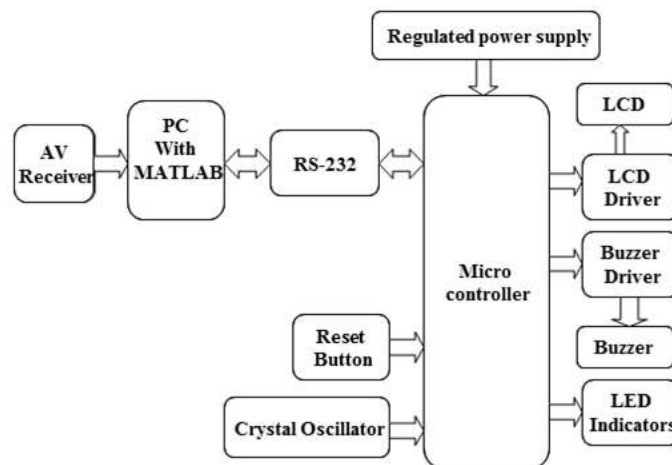 Regulated power supply
LCD
PC
With
MATLAB
AV
Receiver
RS-232
LCD
Driver
Buzzer
Driver
Micro
controller
Reset
Button
Buzzer
LED
Indicators
Crystal Oscillator